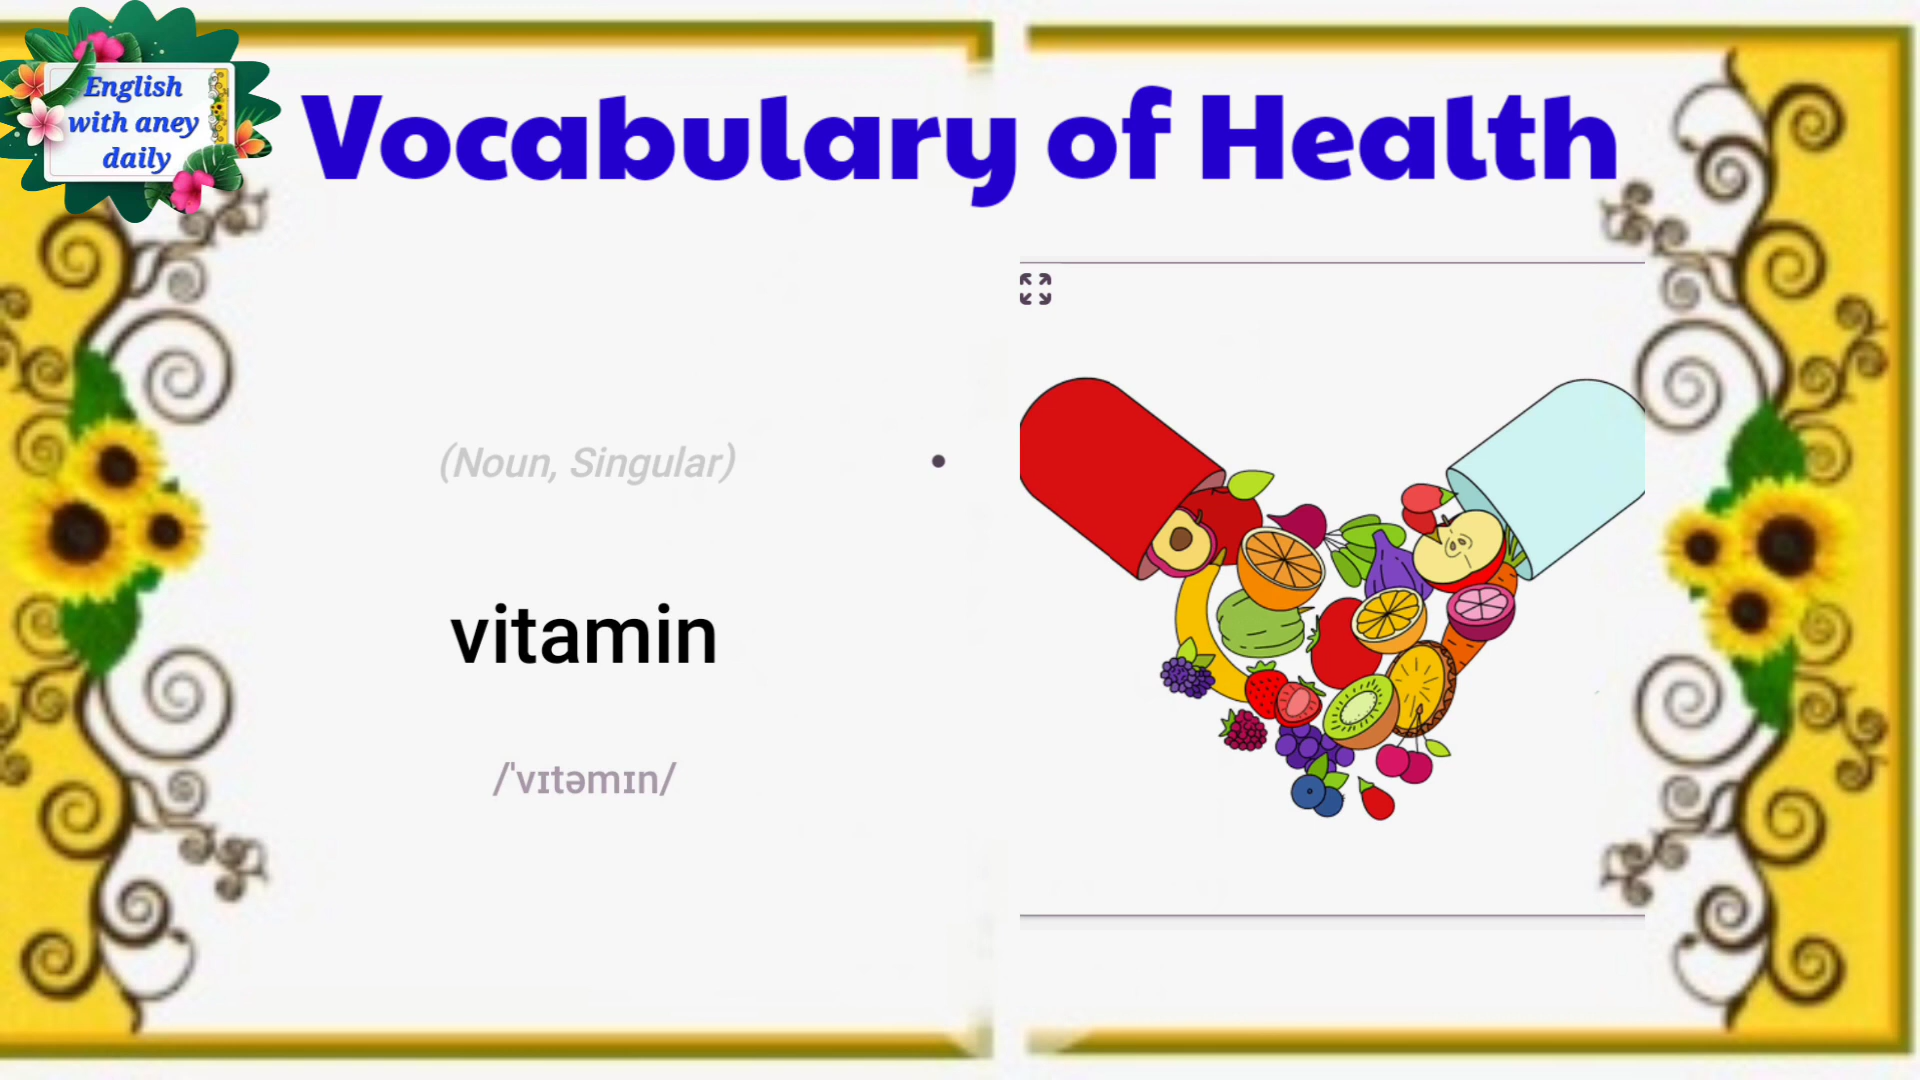 English
with aney
daily
Vocabulary of Health
(Noun, Singular)
vitamin
/ˈvɪtəmɪn/